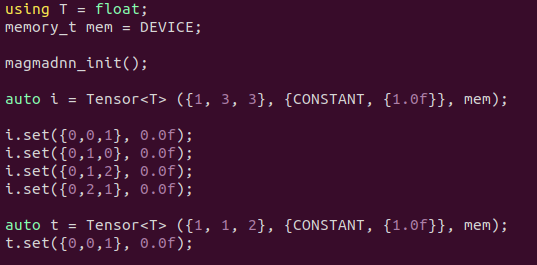 using T = float;
memory_t mem = DEVICE;
magmadnn_init();
auto i = Tensor<T> ({1, 3, 3}, {CONSTANT, {1.0f}}, mem);
i.set({0,0,1}, 0.0f);
i.set({0,1,0}, 0.0f);
i.set({0,1,2}, 0.0f);
i.set({0,2,1}, 0.0f);
auto t = Tensor<T> ({1, 1, 2}, {CONSTANT, {1.0f}}, mem);
t.set({0,0,1}, 0.0f);